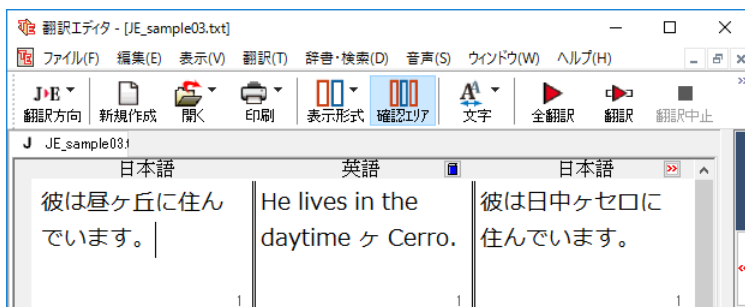 翻訳エディタ - [JE_sample03.txt]
ファイル(F) 編集(E) 表示(V) 翻訳(T) 辞書・検索(D) 音声(S) ウィンドウ(W) ヘルプ(H)
J▸E
翻訳方向 新規作成 開く 印刷 表示形式 確認エリア 文字 全翻訳 翻訳 翻訳中止
J JE_sample03.t
日本語 英語 日本語
彼は昼ヶ丘に住ん
でいます。
1
He lives in the
daytime ヶ Cerro.
1
彼は日中ヶセロに
住んでいます。
1